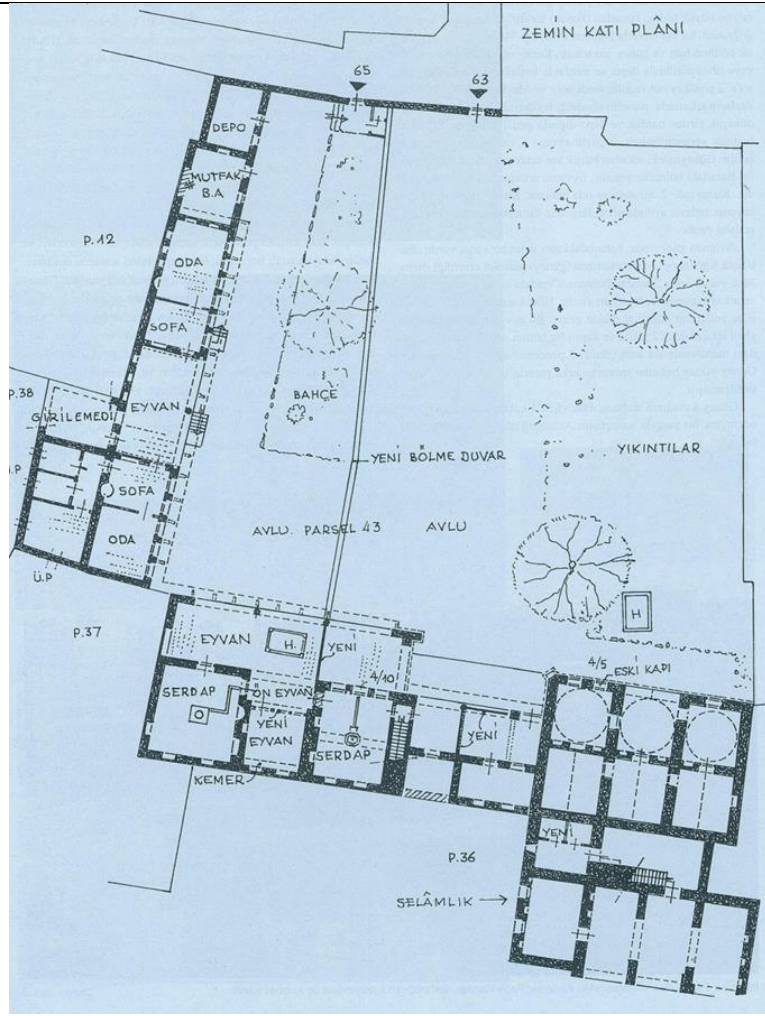 ZEMİN KATI PLÂNI
65
63
DEPO
MUTFAK
B.A
P.12
ODA
SOFA
BAHÇE
P.38
GİRİLEMEDİ
EYVAN
YENİ BÖLME DUVAR
YIKINTILAR
Ü.P
SOFA
ODA
AVLU. PARSEL 43
AVLU
Ü.P
H
P.37
EYVAN
H.
YENİ
4/10
4/5
ESKİ KAPI
SERDAP
ÖN EYVAN
YENİ
EYVAN
SERDAP
YENİ
KEMER
YENİ
P.36
SELÂMLIK